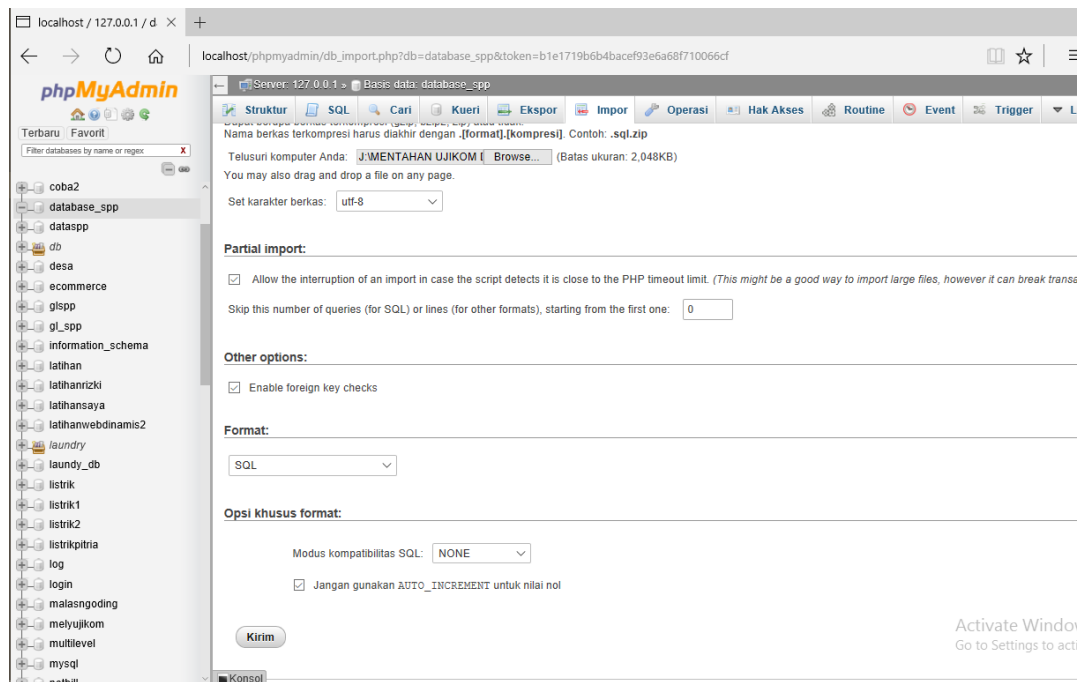 localhost / 127.0.0.1 / d
localhost/phpmyadmin/db_import.php?db=database_spp&token=b1e1719b6b4bacef93e6a68f710066cf
phpMyAdmin
Terbaru Favorit
Filter databases by name or regex X
coba2
database_spp
dataspp
db
desa
ecommerce
glspp
gl_spp
information_schema
latihan
latihanrizki
latihansaya
latihanwebdinamis2
laundry
laundy_db
listrik
listrik1
listrik2
listrikpitria
log
login
malasngoding
melyujikom
multilevel
mysql
Server: 127.0.0.1 » Basis data: database_spp
Struktur SQL Cari Kueri Ekspor Impor Operasi Hak Akses Routine Event Trigger L
Nama berkas terkompresi harus diakhir dengan .[format].[kompresi]. Contoh: .sql.zip
Telusuri komputer Anda: J:\MENTAHAN UJIKOM Browse... (Batas ukuran: 2,048KB)
You may also drag and drop a file on any page.
Set karakter berkas: utf-8
Partial import:
Allow the interruption of an import in case the script detects it is close to the PHP timeout limit. (This might be a good way to import large files, however it can break transa
Skip this number of queries (for SQL) or lines (for other formats), starting from the first one: 0
Other options:
Enable foreign key checks
Format:
SQL
Opsi khusus format:
Modus kompatibilitas SQL: NONE
Jangan gunakan AUTO_INCREMENT untuk nilai nol
Kirim
Konsol
Activate Window
Go to Settings to acti